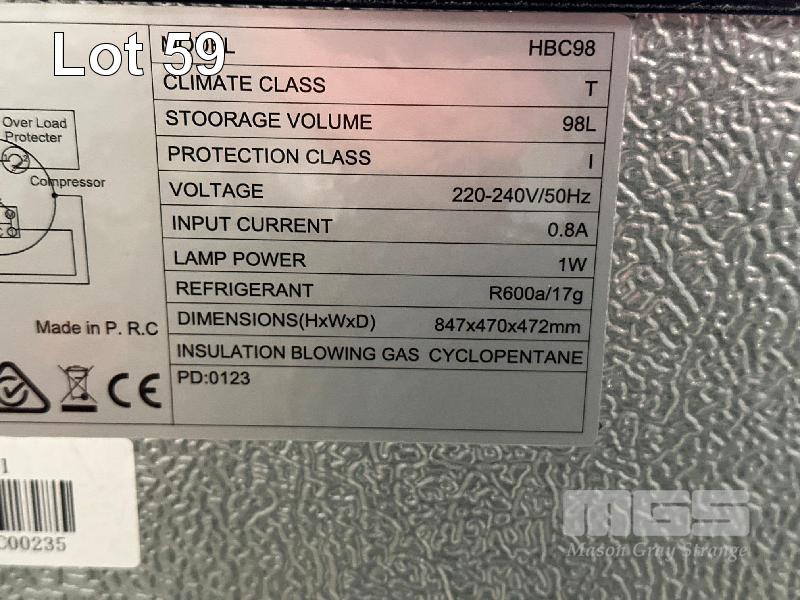 Lot 59
MODEL HBC98
CLIMATE CLASS T
STOORAGE VOLUME 98L
PROTECTION CLASS I
VOLTAGE 220-240V/50Hz
INPUT CURRENT 0.8A
LAMP POWER 1W
REFRIGERANT R600a/17g
DIMENSIONS(HxWxD) 847x470x472mm
INSULATION BLOWING GAS CYCLOPENTANE
PD:0123
Over Load
Protecter
Compressor
Made in P. R.C
CE
C00235
MGS
Mason Gray Strange